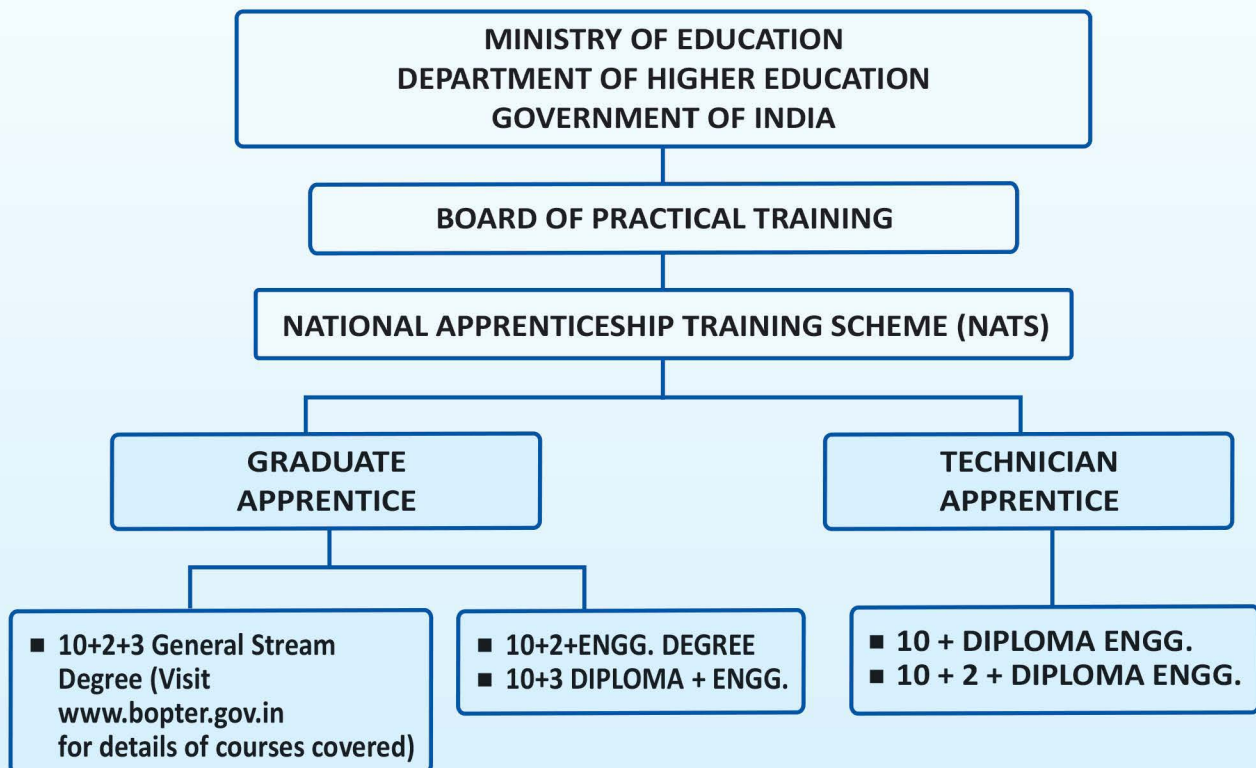 MINISTRY OF EDUCATION
DEPARTMENT OF HIGHER EDUCATION
GOVERNMENT OF INDIA
BOARD OF PRACTICAL TRAINING
NATIONAL APPRENTICESHIP TRAINING SCHEME (NATS)
GRADUATE
APPRENTICE
TECHNICIAN
APPRENTICE
■ 10+2+3 General Stream
Degree (Visit
www.bopter.gov.in
for details of courses covered)
■ 10+2+ENGG. DEGREE
■ 10+3 DIPLOMA + ENGG.
■ 10 + DIPLOMA ENGG.
■ 10 + 2 + DIPLOMA ENGG.